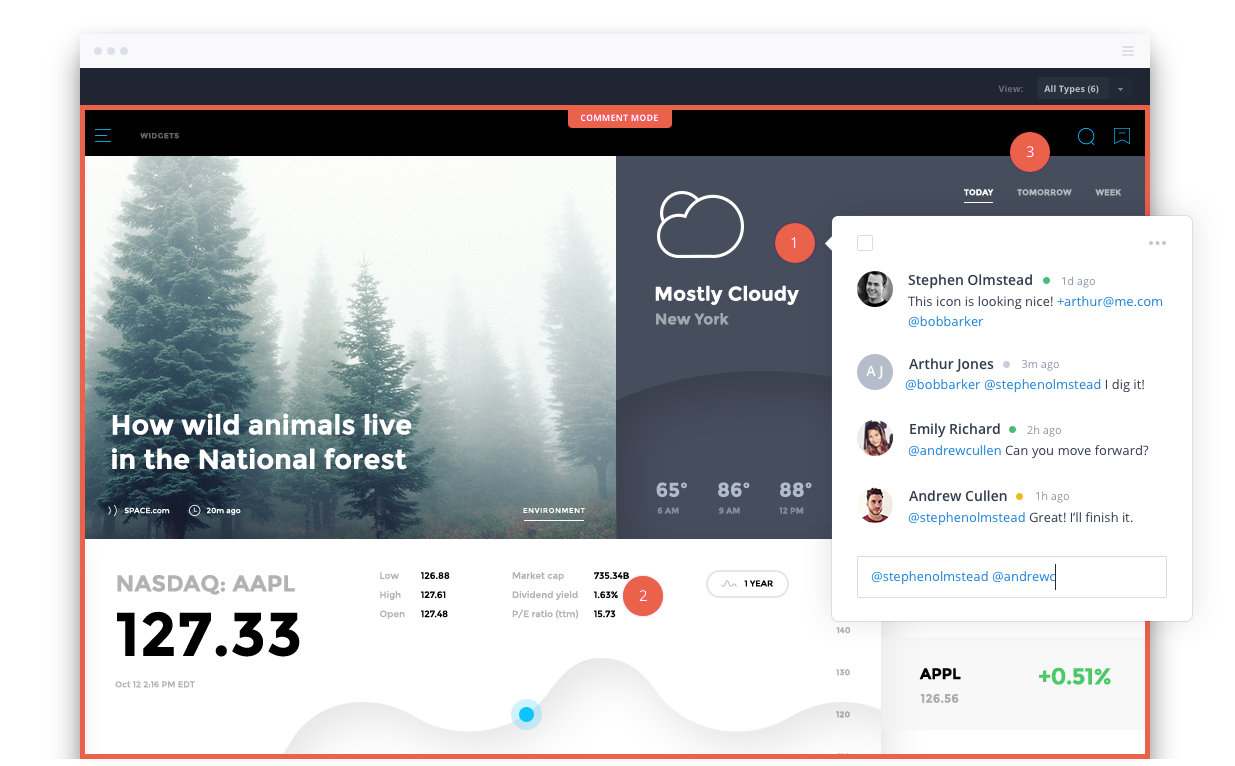 View: All Types (6)
COMMENT MODE
WIDGETS
3
TODAY TOMORROW WEEK
1
Mostly Cloudy
New York
65° 86° 88°
6 AM 9 AM 12 PM
How wild animals live
in the National forest
SPACE.com 20m ago ENVIRONMENT
Stephen Olmstead 1d ago
This icon is looking nice! +arthur@me.com
@bobbarker
AJ
Arthur Jones 3m ago
@bobbarker @stephenolmstead I dig it!
Emily Richard 2h ago
@andrewcullen Can you move forward?
Andrew Cullen 1h ago
@stephenolmstead Great! I'll finish it.
@stephenolmstead @andrewc
NASDAQ: AAPL
127.33
Oct 12 2:16 PM EDT
Low 126.88 Market cap 735.34B
High 127.61 Dividend yield 1.63%
Open 127.48 P/E ratio (ttm) 15.73
2
1 YEAR
140
130
120
APPL +0.51%
126.56